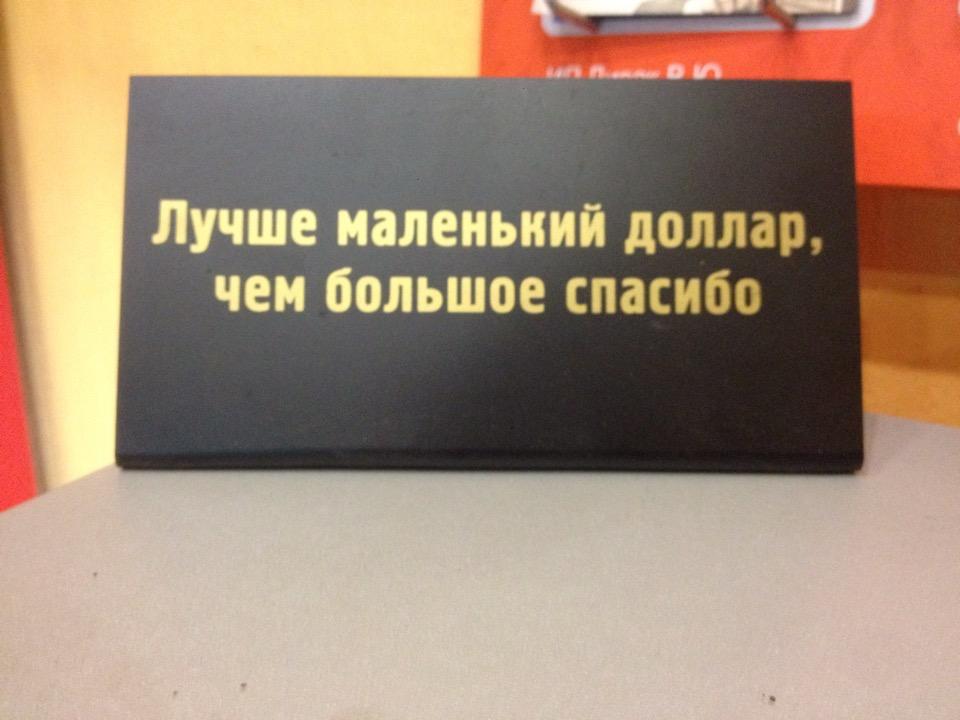 Лучше маленький доллар,
чем большое спасибо